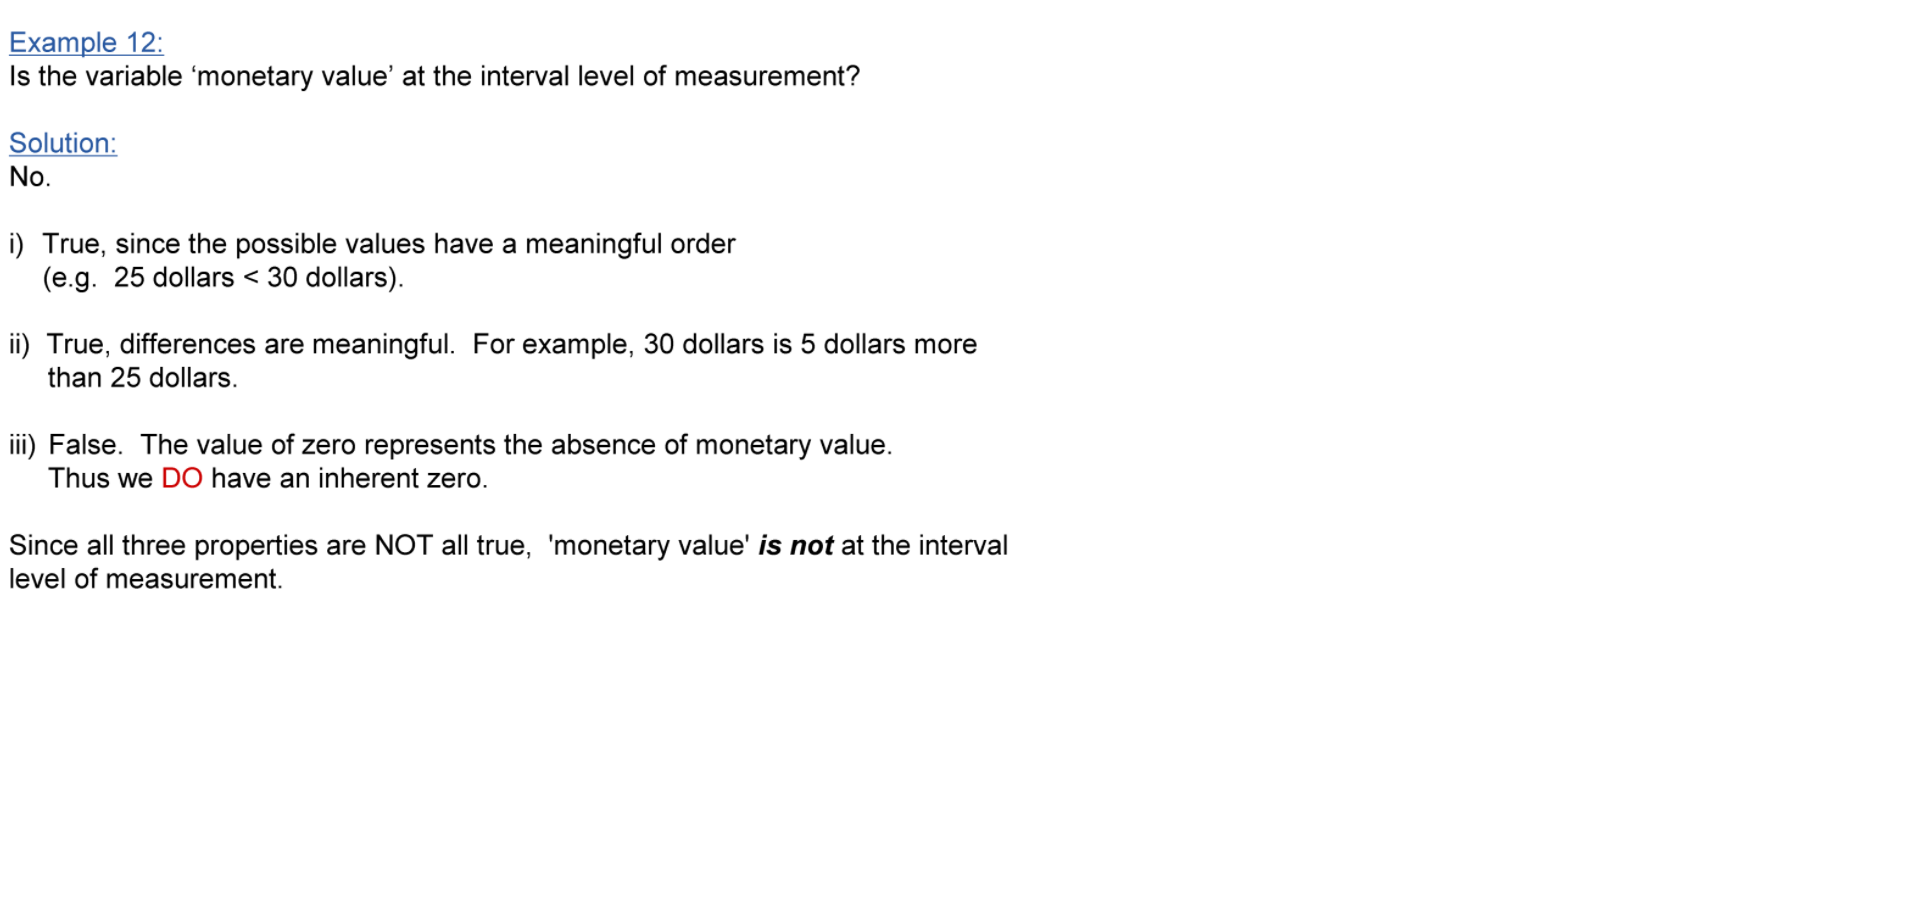 Example 12:
Is the variable ‘monetary value’ at the interval level of measurement?
Solution:
No.
i) True, since the possible values have a meaningful order
(e.g. 25 dollars < 30 dollars).
ii) True, differences are meaningful. For example, 30 dollars is 5 dollars more
than 25 dollars.
iii) False. The value of zero represents the absence of monetary value.
Thus we DO have an inherent zero.
Since all three properties are NOT all true, 'monetary value' is not at the interval
level of measurement.